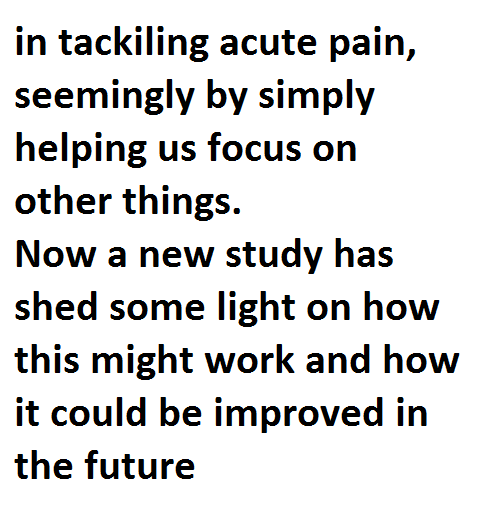 in tackiling acute pain,
seemingly by simply
helping us focus on
other things.
Now a new study has
shed some light on how
this might work and how
it could be improved in
the future